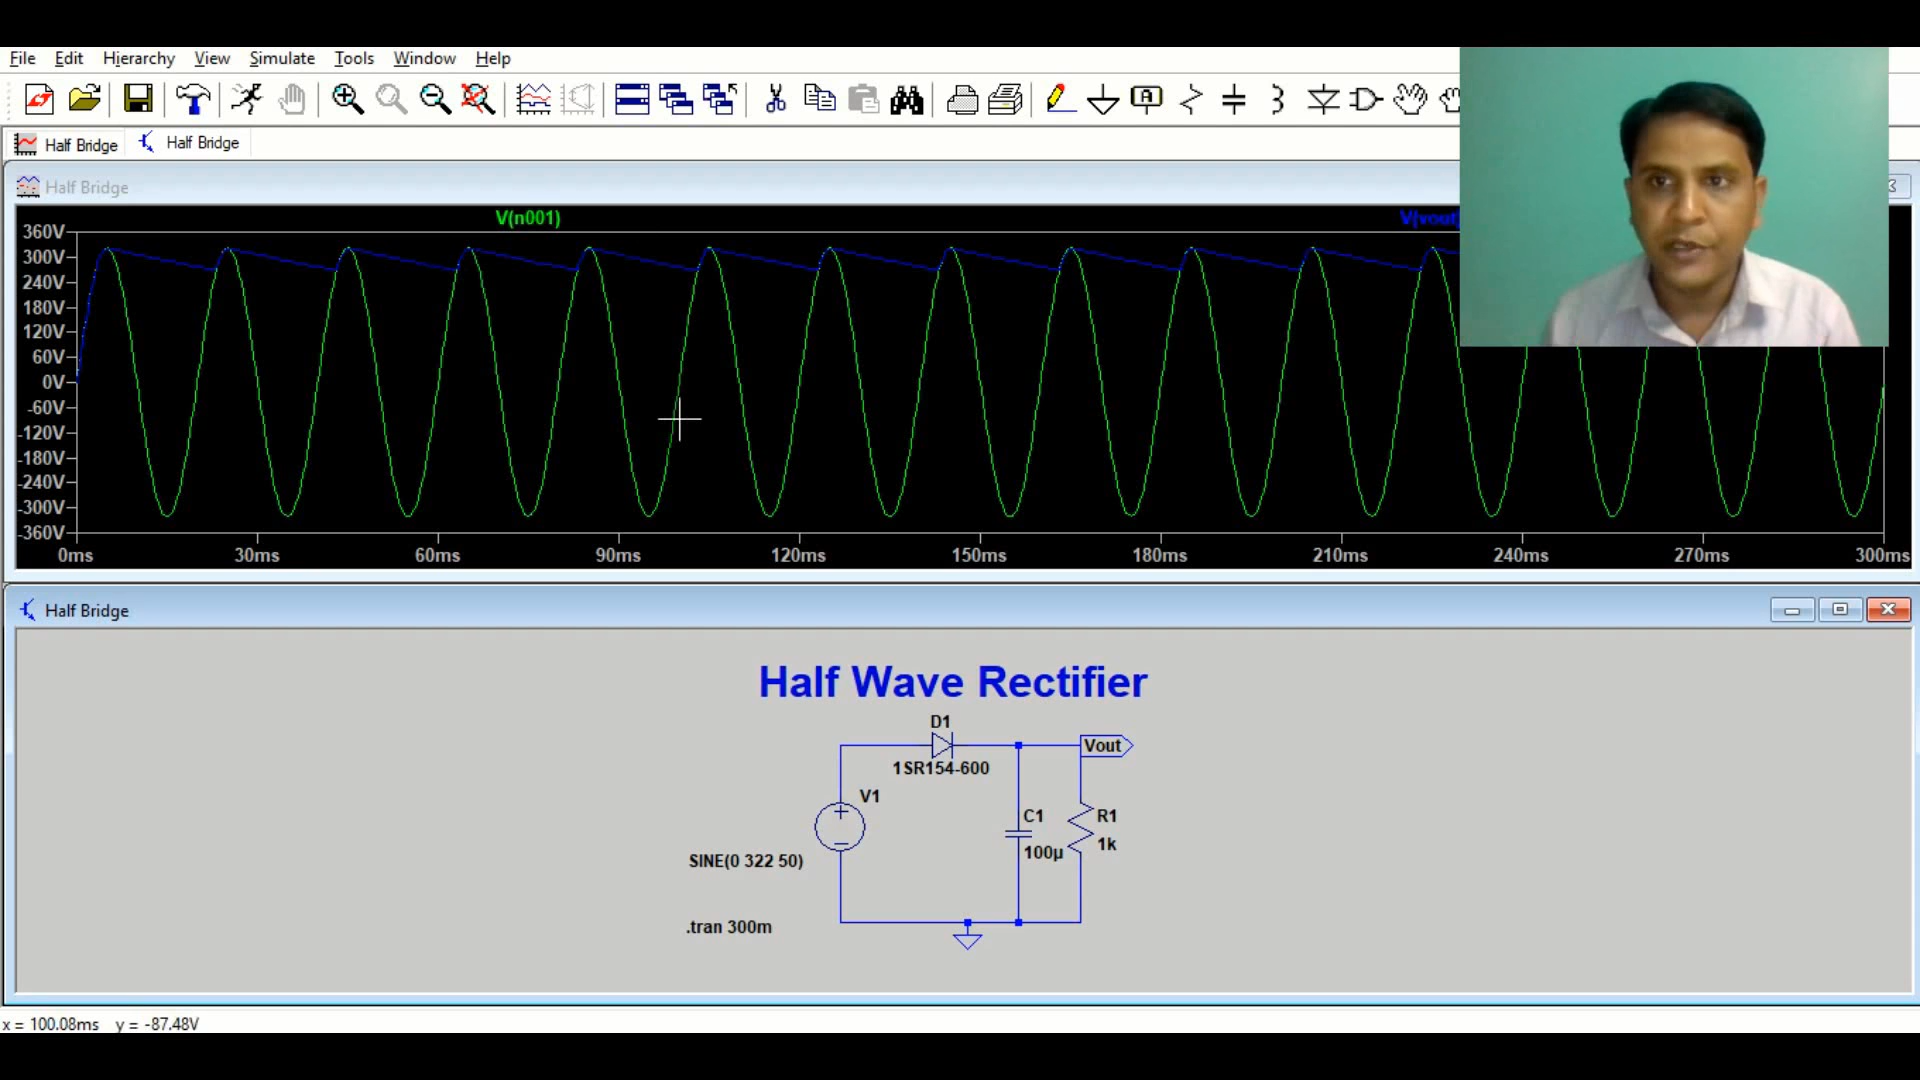 File Edit Hierarchy View Simulate Tools Window Help
A
Half Bridge Half Bridge
Half Bridge
V(n001) V(vout)
360V
300V
240V
180V
120V
60V
0V
-60V
-120V
-180V
-240V
-300V
-360V
0ms 30ms 60ms 90ms 120ms 150ms 180ms 210ms 240ms 270ms 300ms
Half Bridge
Half Wave Rectifier
D1
1SR154-600
Vout
V1
C1
100µ
R1
1k
SINE(0 322 50)
.tran 300m
x = 100.08ms y = -87.48V